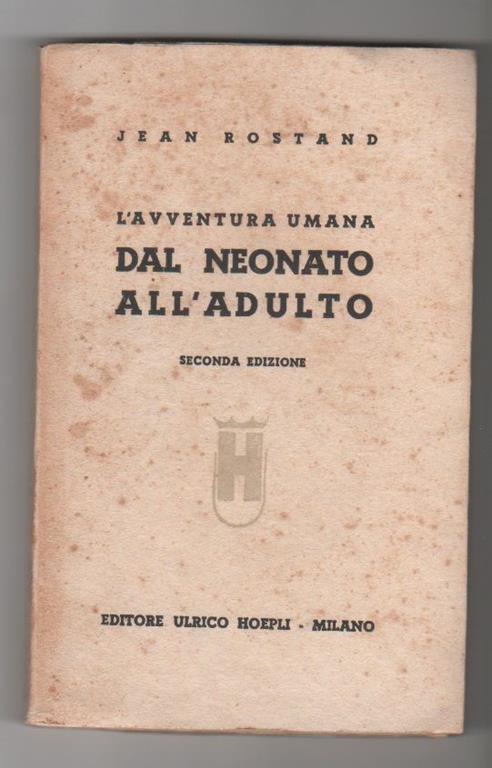 JEAN ROSTAND
L'AVVENTURA UMANA
DAL NEONATO
ALL'ADULTO
SECONDA EDIZIONE
H
EDITORE ULRICO HOEPLI - MILANO